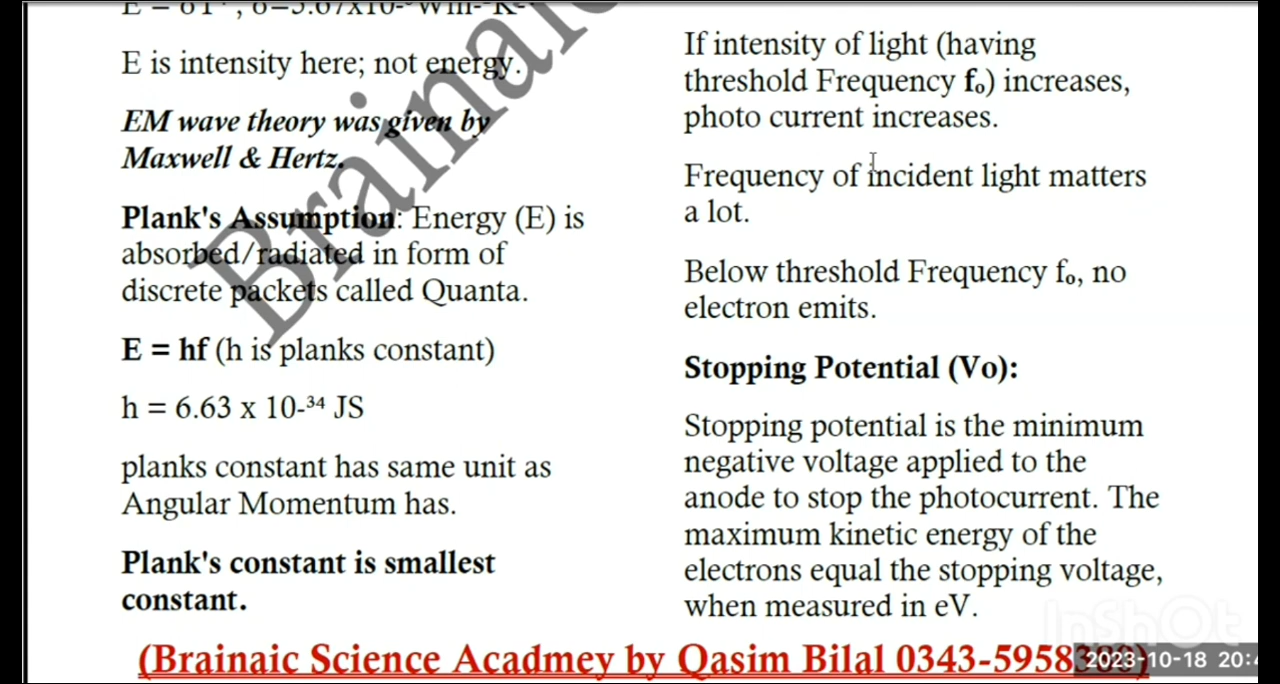 E is intensity here; not energy.
EM wave theory was given by
Maxwell & Hertz.
Plank's Assumption: Energy (E) is
absorbed/radiated in form of
discrete packets called Quanta.
E = hf (h is planks constant)
h = 6.63 x 10-³⁴ JS
planks constant has same unit as
Angular Momentum has.
Plank's constant is smallest
constant.
If intensity of light (having
threshold Frequency fₒ) increases,
photo current increases.
Frequency of incident light matters
a lot.
Below threshold Frequency fₒ, no
electron emits.
Stopping Potential (Vo):
Stopping potential is the minimum
negative voltage applied to the
anode to stop the photocurrent. The
maximum kinetic energy of the
electrons equal the stopping voltage,
when measured in eV.
(Brainaic Science Acadmey by Qasim Bilal
InShOt
2023-10-18